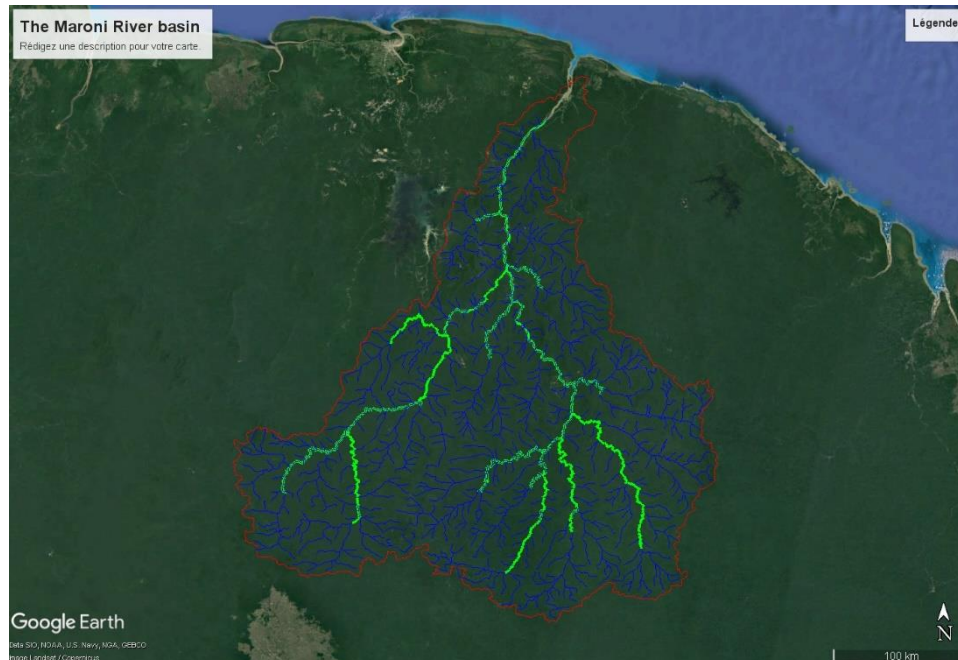 The Maroni River basin
Rédigez une description pour votre carte.
Légende
Google Earth
Data SIO, NOAA, U.S. Navy, NGA, GEBCO
Image Landsat / Copernicus
N
100 km